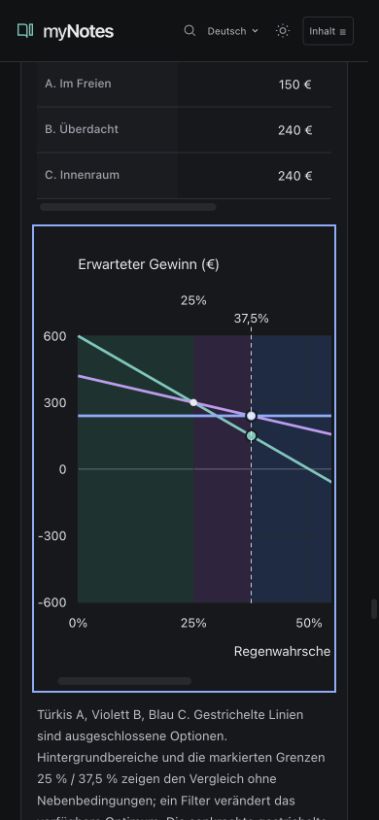 myNotes
Deutsch
Inhalt ≡
A. Im Freien 150 €
B. Überdacht 240 €
C. Innenraum 240 €
Erwarteter Gewinn (€)
25%
37,5%
600
300
0
-300
-600
0% 25% 50%
Regenwahrsche
Türkis A, Violett B, Blau C. Gestrichelte Linien
sind ausgeschlossene Optionen.
Hintergrundbereiche und die markierten Grenzen
25 % / 37,5 % zeigen den Vergleich ohne
Nebenbedingungen; ein Filter verändert das